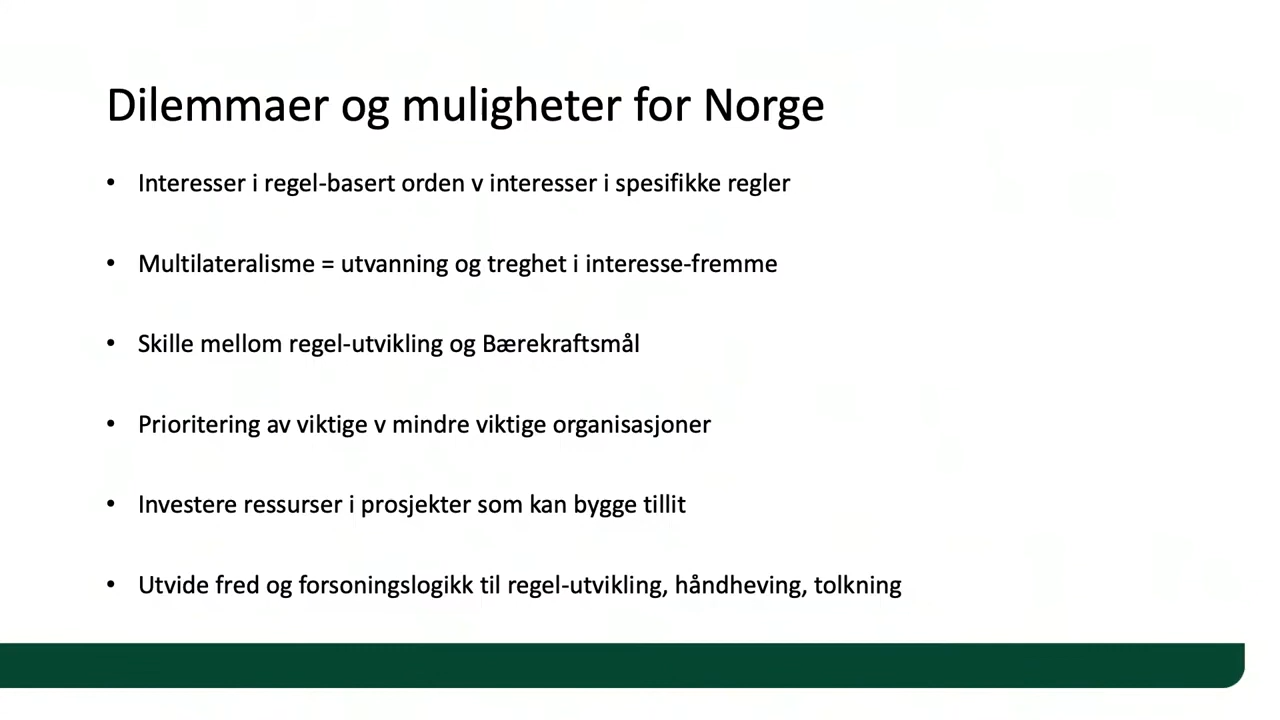 Dilemmaer og muligheter for Norge
• Interesser i regel-basert orden v interesser i spesifikke regler
• Multilateralisme = utvanning og treghet i interesse-fremme
• Skille mellom regel-utvikling og Bærekraftsmål
• Prioritering av viktige v mindre viktige organisasjoner
• Investere ressurser i prosjekter som kan bygge tillit
• Utvide fred og forsoningslogikk til regel-utvikling, håndheving, tolkning